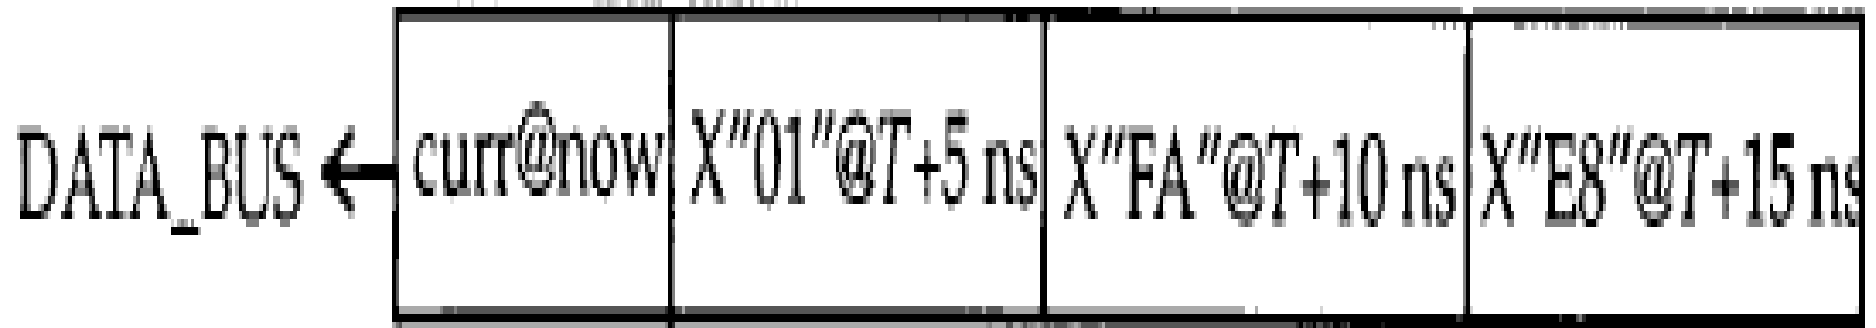 DATA_BUS ← curr@now X"01"@T+5 ns X"FA"@T+10 ns X"E8"@T+15 ns